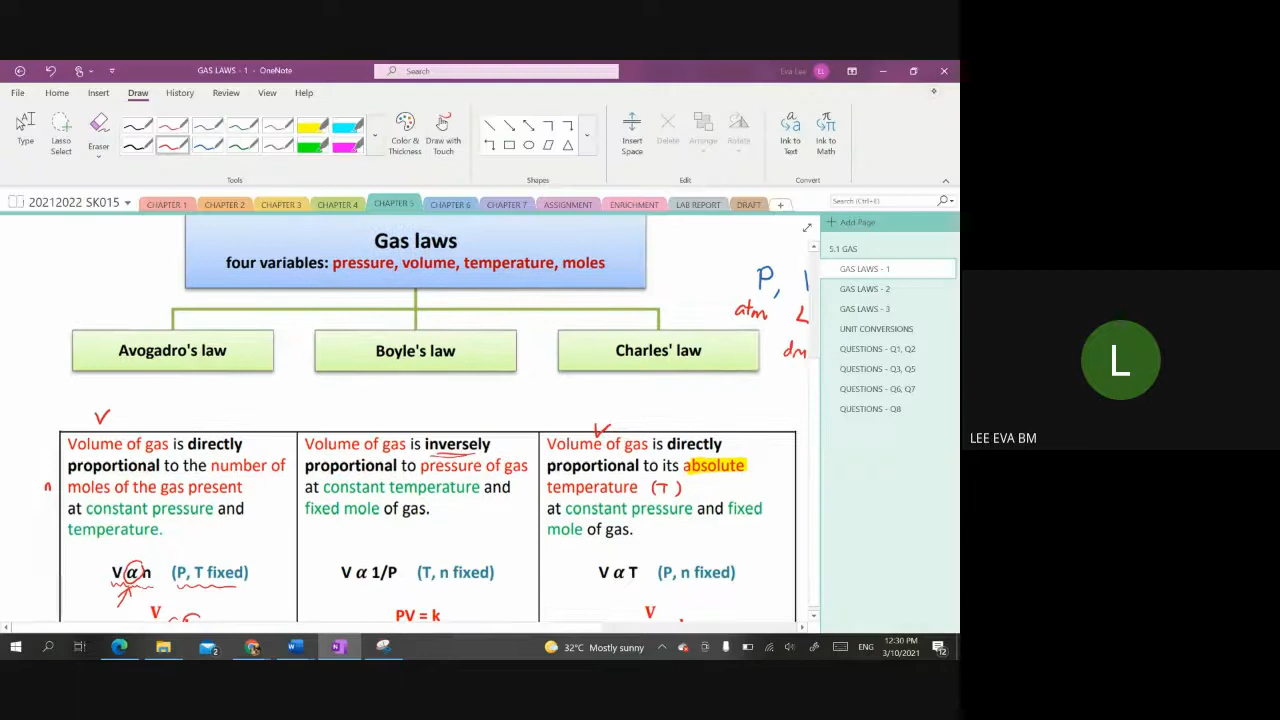 GAS LAWS - 1 - OneNote
Search
Eva Lee
EL
File Home Insert Draw History Review View Help
Type
Lasso Select
Eraser
Color & Thickness
Draw with Touch
Insert Space
Delete
Arrange
Rotate
Ink to Text
Ink to Math
Tools
Shapes
Edit
Convert
20212022 SK015
CHAPTER 1 CHAPTER 2 CHAPTER 3 CHAPTER 4 CHAPTER 5 CHAPTER 6 CHAPTER 7 ASSIGNMENT ENRICHMENT LAB REPORT DRAFT +
Search (Ctrl+E)
Add Page
5.1 GAS
GAS LAWS - 1
GAS LAWS - 2
GAS LAWS - 3
UNIT CONVERSIONS
QUESTIONS - Q1, Q2
QUESTIONS - Q3, Q5
QUESTIONS - Q6, Q7
QUESTIONS - Q8
Gas laws
four variables: pressure, volume, temperature, moles
P,
atm L
dm
Avogadro's law
Boyle's law
Charles' law
V
Volume of gas is directly
proportional to the number of
n moles of the gas present
at constant pressure and
temperature.
V α n (P, T fixed)
V
Volume of gas is inversely
proportional to pressure of gas
at constant temperature and
fixed mole of gas.
V α 1/P (T, n fixed)
PV = k
V
Volume of gas is directly
proportional to its absolute
temperature (T)
at constant pressure and fixed
mole of gas.
V α T (P, n fixed)
V
L
LEE EVA BM
32°C Mostly sunny
ENG
12:30 PM
3/10/2021
12